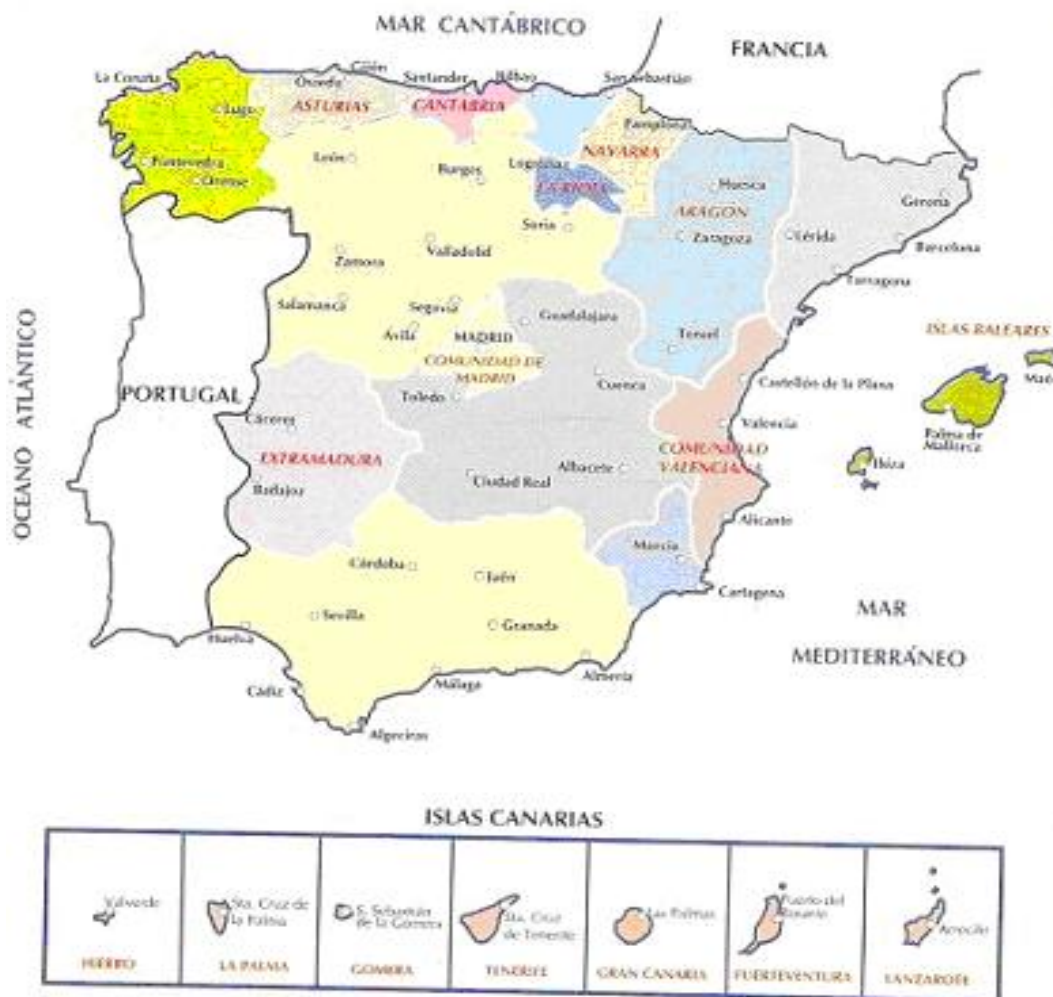 MAR CANTÁBRICO
FRANCIA
La Coruña
Oviedo
Gijón
Santander
Bilbao
San Sebastián
ASTURIAS
CANTABRIA
Lugo
Pamplona
NAVARRA
León
Burgos
Logroño
LA RIOJA
Pontevedra
Orense
Huesca
ARAGON
Gerona
Soria
Zaragoza
Lérida
Barcelona
Zamora
Valladolid
Tarragona
Salamanca
Segovia
Guadalajara
Ávila
MADRID
Teruel
ISLAS BALEARES
COMUNIDAD DE
MADRID
OCEANO ATLÁNTICO
PORTUGAL
Toledo
Cuenca
Castellón de la Plana
Cáceres
Valencia
Palma de
Mallorca
EXTRAMADURA
COMUNIDAD
VALENCIANA
Albacete
Ibiza
Badajoz
Ciudad Real
Alicante
Murcia
Córdoba
Jaén
Cartagena
Sevilla
Granada
MAR
MEDITERRÁNEO
Huelva
Almería
Málaga
Cádiz
Algeciras
ISLAS CANARIAS
Valverde
Sta. Cruz de
la Palma
S. Sebastián
de la Gomera
Sta. Cruz
de Tenerife
Las Palmas
Puerto del
Rosario
Arrecife
HIERRO
LA PALMA
GOMERA
TENERIFE
GRAN CANARIA
FUERTEVENTURA
LANZAROTE